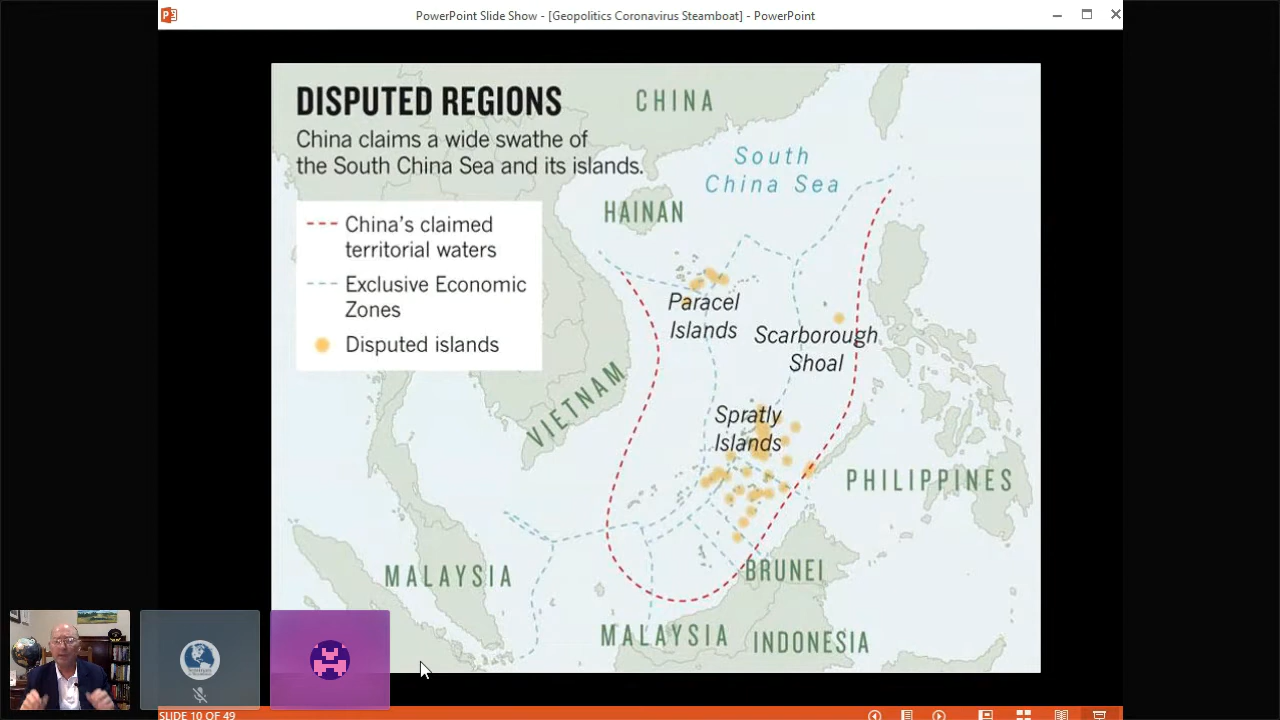 PowerPoint Slide Show - [Geopolitics Coronavirus Steamboat] - PowerPoint
DISPUTED REGIONS
China claims a wide swathe of
the South China Sea and its islands.
China's claimed
territorial waters
Exclusive Economic
Zones
Disputed islands
CHINA
South
China Sea
HAINAN
Paracel
Islands
Scarborough
Shoal
VIETNAM
Spratly
Islands
PHILIPPINES
MALAYSIA
BRUNEI
MALAYSIA
INDONESIA
SLIDE 10 OF 49